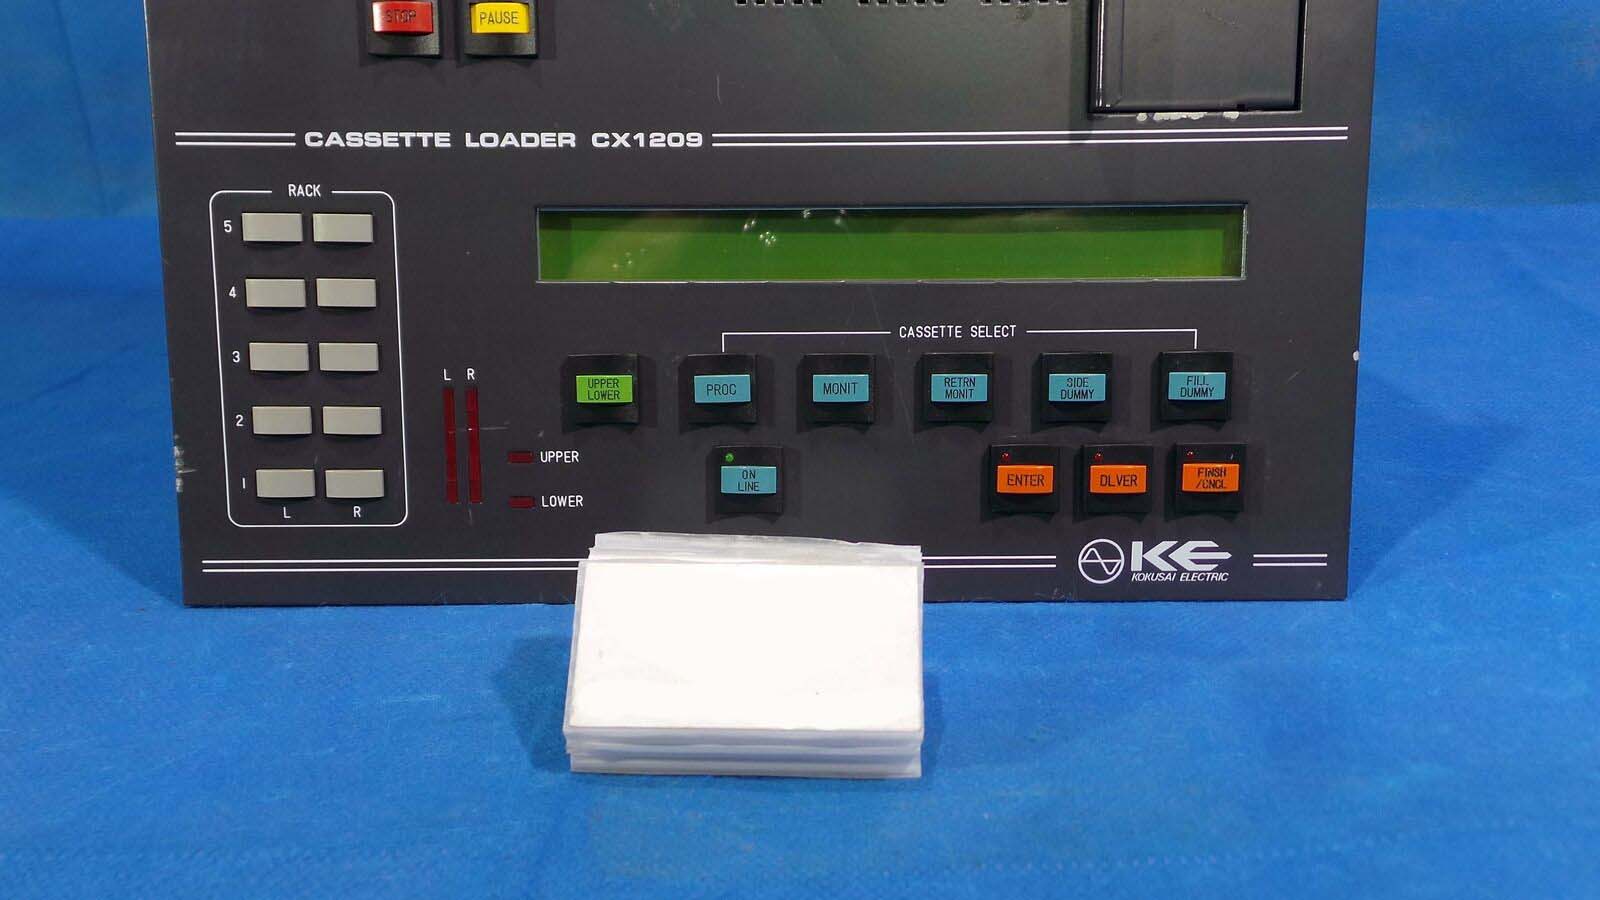 STOP
PAUSE
CASSETTE LOADER CX1209
RACK
5
4
3
2
1
L
R
L R
UPPER
LOWER
CASSETTE SELECT
UPPER
LOWER
PROC
MONIT
RETRN
MONIT
SIDE
DUMMY
FILL
DUMMY
ON
LINE
ENTER
DLVER
FINSH
/CNCL
KE
KOKUSAI ELECTRIC